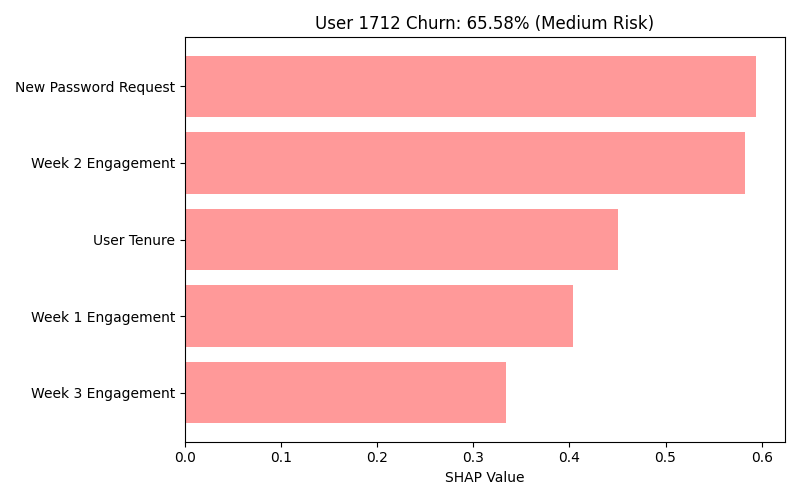 User 1712 Churn: 65.58% (Medium Risk)
New Password Request
Week 2 Engagement
User Tenure
Week 1 Engagement
Week 3 Engagement
0.0 0.1 0.2 0.3 0.4 0.5 0.6
SHAP Value